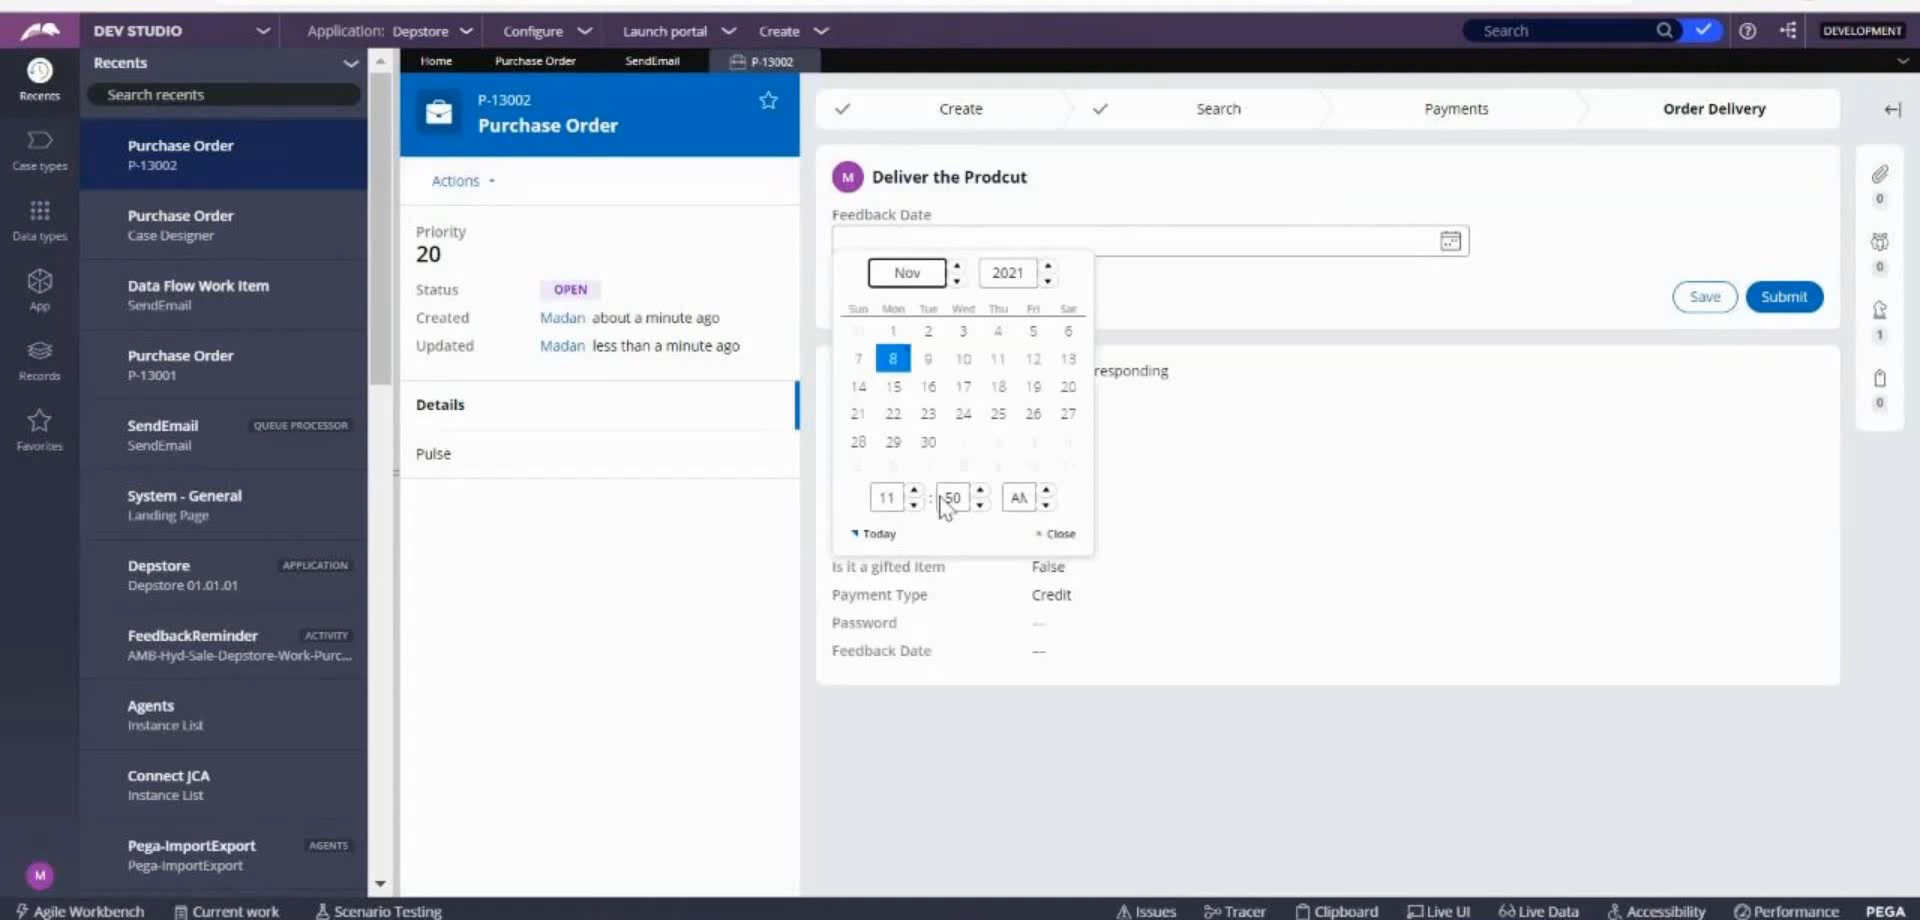 DEV STUDIO
Application: Depstore
Configure
Launch portal
Create
Search
DEVELOPMENT
Recents
Home
Purchase Order
SendEmail
P-13002
Recents
Search recents
Case types
Data types
App
Records
Favorites
Purchase Order
P-13002
Purchase Order
Case Designer
Data Flow Work Item
SendEmail
Purchase Order
P-13001
SendEmail QUEUE PROCESSOR
SendEmail
System - General
Landing Page
Depstore APPLICATION
Depstore 01.01.01
FeedbackReminder ACTIVITY
AMB-Hyd-Sale-Depstore-Work-Purc...
Agents
Instance List
Connect JCA
Instance List
Pega-ImportExport AGENTS
Pega-ImportExport
M
P-13002
Purchase Order
Actions
Priority
20
Status OPEN
Created Madan about a minute ago
Updated Madan less than a minute ago
Details
Pulse
Create
Search
Payments
Order Delivery
M Deliver the Prodcut
Feedback Date
Nov 2021
Sun Mon Tue Wed Thu Fri Sat
31 1 2 3 4 5 6
7 8 9 10 11 12 13
14 15 16 17 18 19 20
21 22 23 24 25 26 27
28 29 30
11 : 50 AM
Today
× Close
Save
Submit
responding
Is it a gifted Item False
Payment Type Credit
Password ---
Feedback Date ---
0
0
1
0
Agile Workbench
Current work
Scenario Testing
Issues
Tracer
Clipboard
Live UI
Live Data
Accessibility
Performance
PEGA